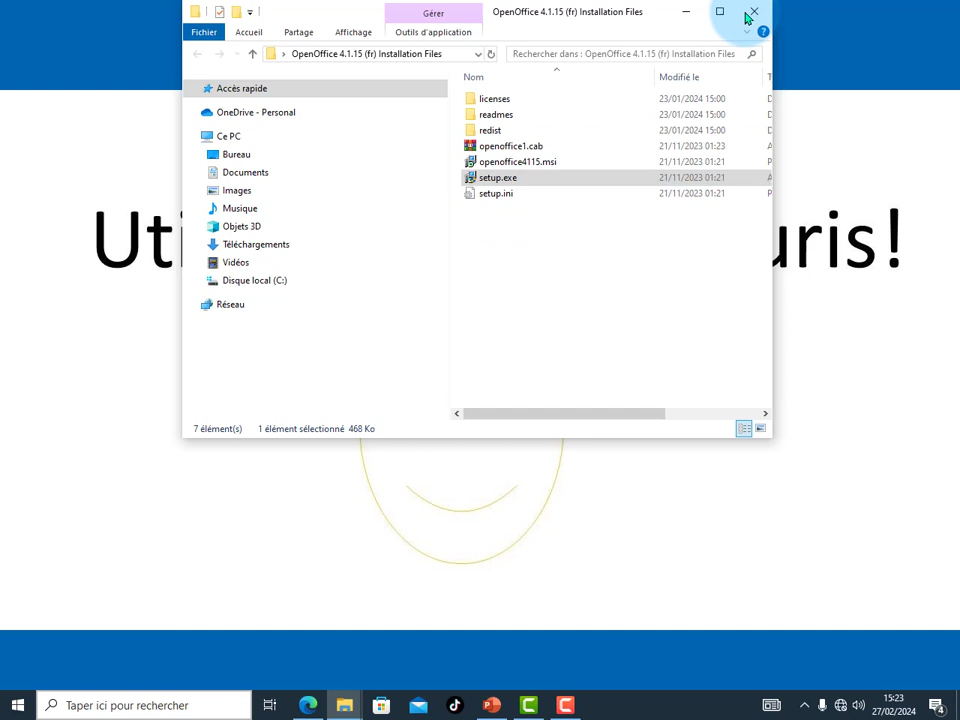 Gérer
OpenOffice 4.1.15 (fr) Installation Files
Fichier
Accueil
Partage
Affichage
Outils d'application
OpenOffice 4.1.15 (fr) Installation Files
Rechercher dans : OpenOffice 4.1.15 (fr) Installation Files
Nom
Modifié le
T
Accès rapide
OneDrive - Personal
Ce PC
Bureau
Documents
Images
Musique
Objets 3D
Téléchargements
Vidéos
Disque local (C:)
Réseau
licenses 23/01/2024 15:00 D
readmes 23/01/2024 15:00 D
redist 23/01/2024 15:00 D
openoffice1.cab 21/11/2023 01:23 A
openoffice4115.msi 21/11/2023 01:21 P
setup.exe 21/11/2023 01:21 A
setup.ini 21/11/2023 01:21 P
7 élément(s)
1 élément sélectionné 468 Ko
Taper ici pour rechercher
15:23
27/02/2024
4